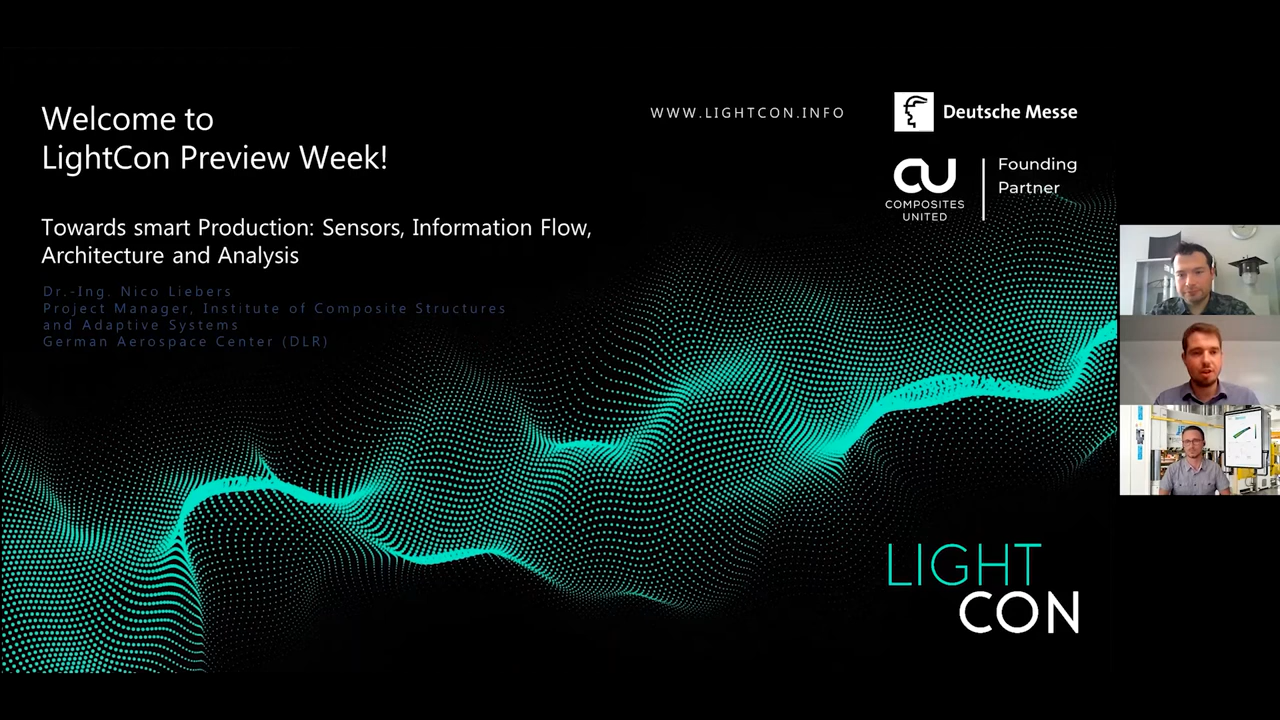 Welcome to
LightCon Preview Week!
Towards smart Production: Sensors, Information Flow,
Architecture and Analysis
Dr.-Ing. Nico Liebers
Project Manager, Institute of Composite Structures
and Adaptive Systems
German Aerospace Center (DLR)
WWW.LIGHTCON.INFO
Deutsche Messe
CU
COMPOSITES
UNITED
Founding
Partner
LIGHT
CON